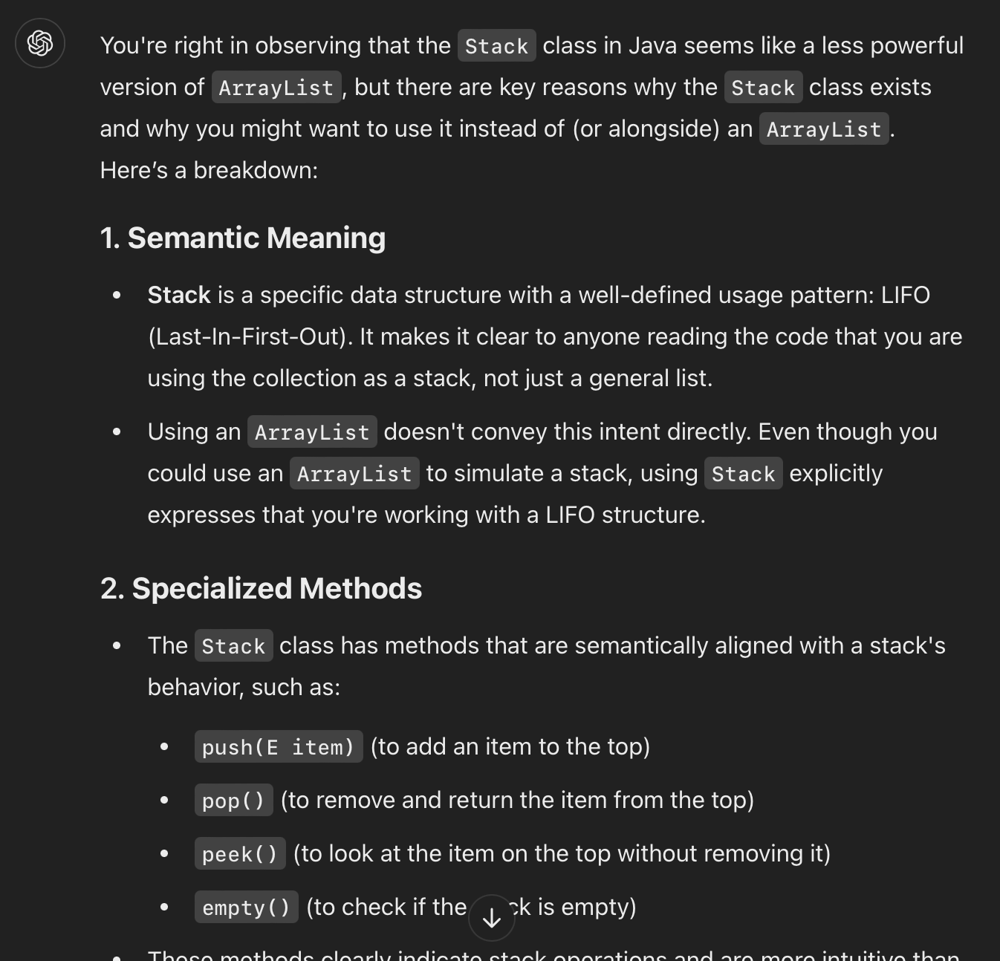 You're right in observing that the Stack class in Java seems like a less powerful
version of ArrayList, but there are key reasons why the Stack class exists
and why you might want to use it instead of (or alongside) an ArrayList.
Here’s a breakdown:
1. Semantic Meaning
• Stack is a specific data structure with a well-defined usage pattern: LIFO
(Last-In-First-Out). It makes it clear to anyone reading the code that you are
using the collection as a stack, not just a general list.
• Using an ArrayList doesn't convey this intent directly. Even though you
could use an ArrayList to simulate a stack, using Stack explicitly
expresses that you're working with a LIFO structure.
2. Specialized Methods
• The Stack class has methods that are semantically aligned with a stack's
behavior, such as:
• push(E item) (to add an item to the top)
• pop() (to remove and return the item from the top)
• peek() (to look at the item on the top without removing it)
• empty() (to check if the ck is empty)
• These methods clearly indicate stack operations and are more intuitive than